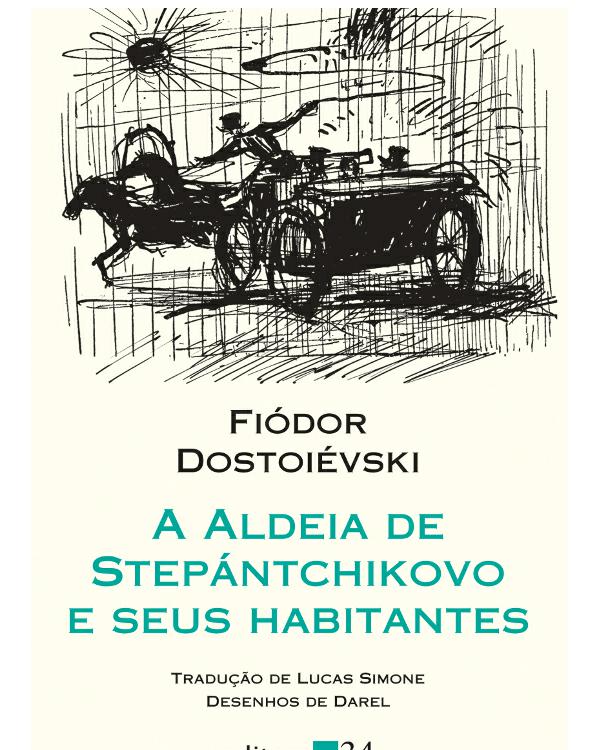 FIÓDOR
DOSTOIÉVSKI
A ALDEIA DE
STEPÁNTCHIKOVO
E SEUS HABITANTES
TRADUÇÃO DE LUCAS SIMONE
DESENHOS DE DAREL